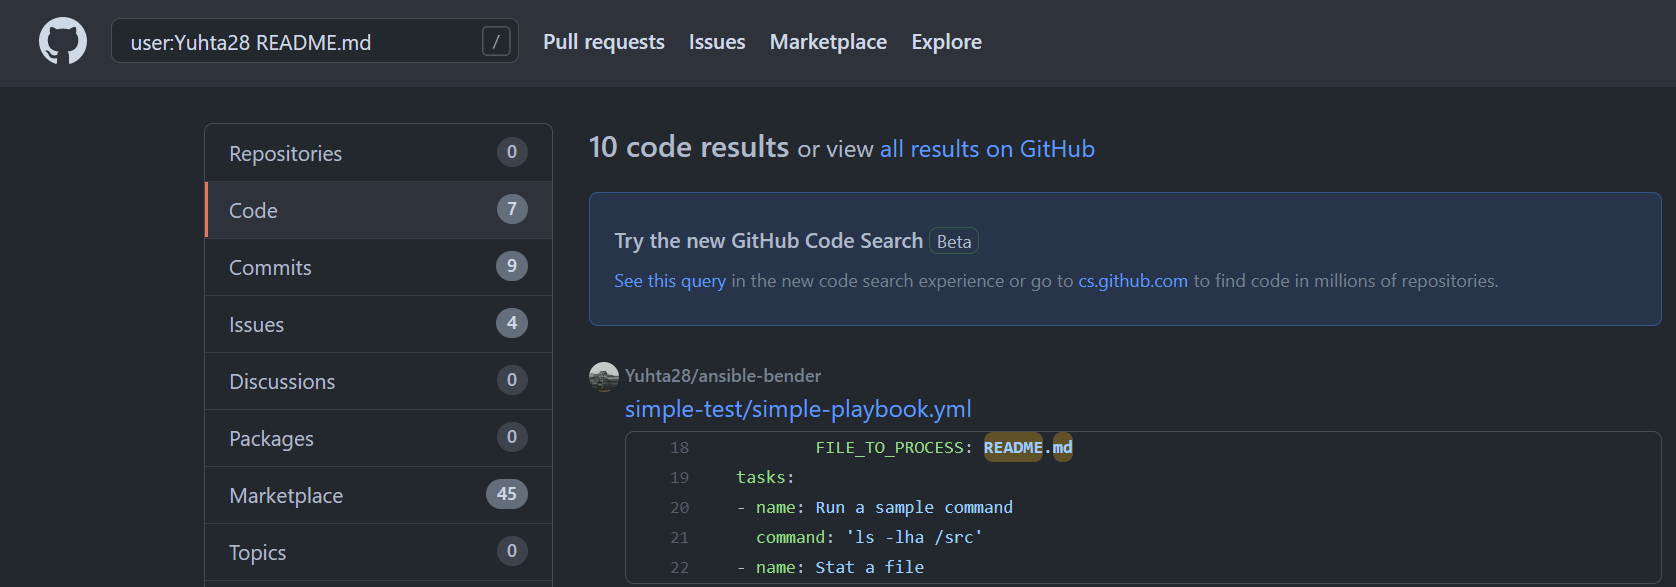 user:Yuhta28 README.md / Pull requests Issues Marketplace Explore
Repositories 0
Code 7
Commits 9
Issues 4
Discussions 0
Packages 0
Marketplace 45
Topics 0
10 code results or view all results on GitHub
Try the new GitHub Code Search Beta
See this query in the new code search experience or go to cs.github.com to find code in millions of repositories.
Yuhta28/ansible-bender
simple-test/simple-playbook.yml
18 FILE_TO_PROCESS: README.md
19 tasks:
20 - name: Run a sample command
21 command: 'ls -lha /src'
22 - name: Stat a file